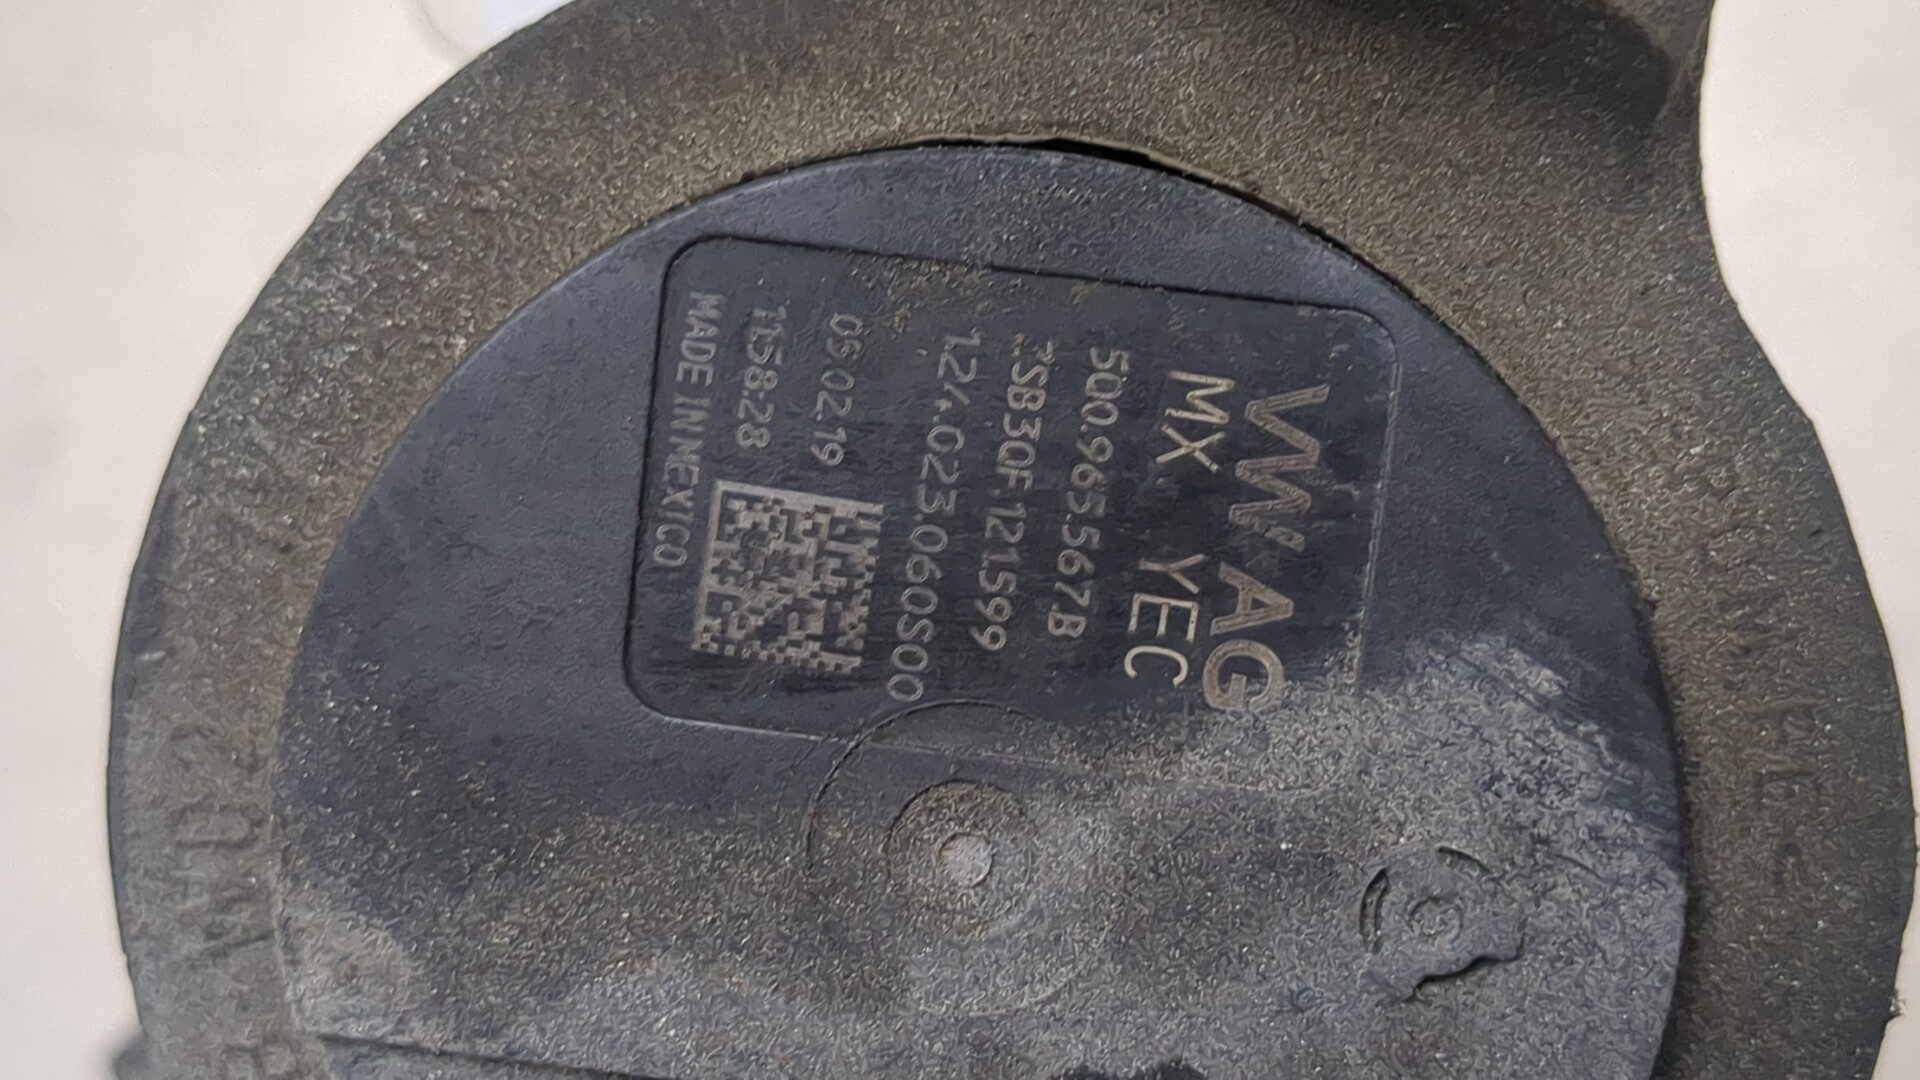 VW AG
MX YEC
5Q0.965.567.B
124.023.060S00
05.02.19
11:58:28
MADE IN MEXICO